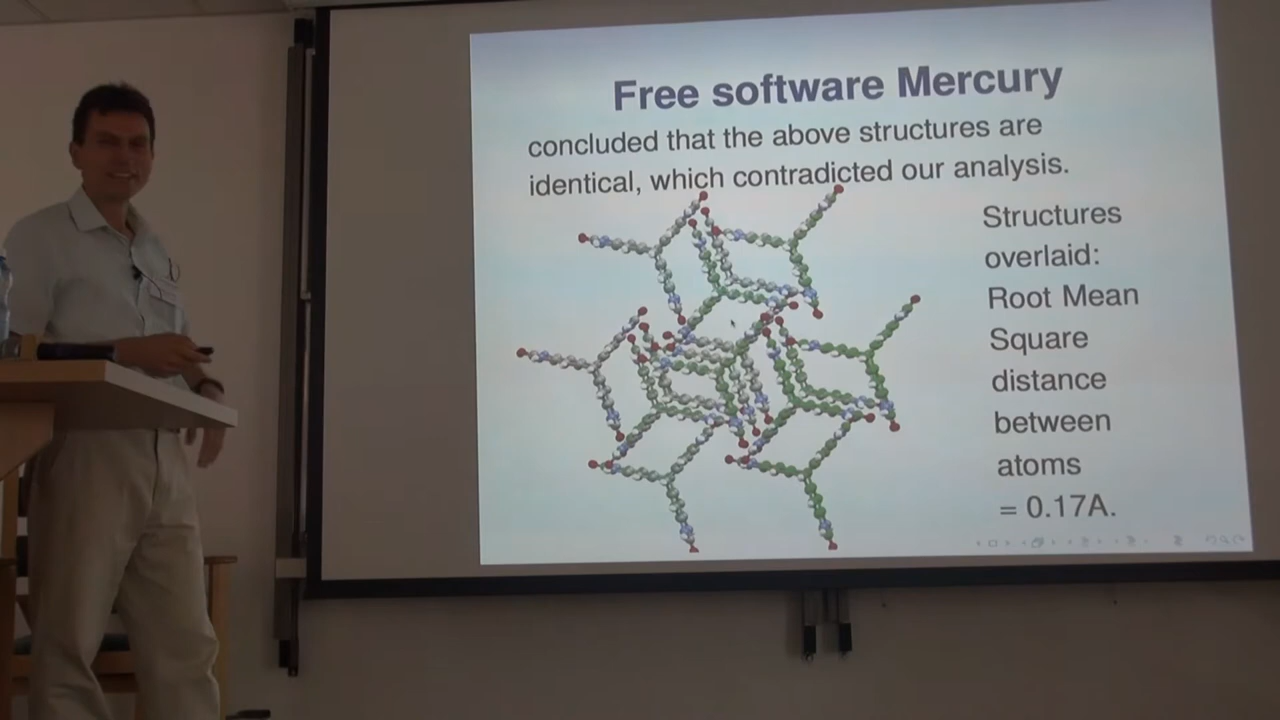 Free software Mercury
concluded that the above structures are
identical, which contradicted our analysis.
Structures
overlaid:
Root Mean
Square
distance
between
atoms
= 0.17A.